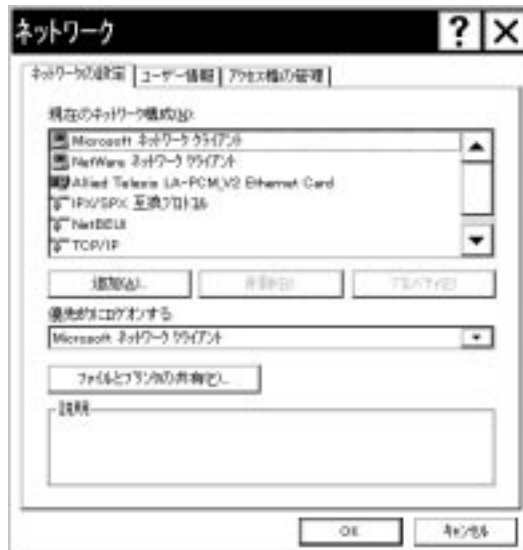 ネットワーク
ネットワークの設定 ユーザー情報 アクセス権の管理
現在のネットワーク構成(N):
Microsoft ネットワーク クライアント
NetWare ネットワーク クライアント
Allied Telesis LA-PCM_V2 Ethernet Card
IPX/SPX 互換プロトコル
NetBEUI
TCP/IP
追加(A)... 削除(E) プロパティ(R)
優先的にログオンする
Microsoft ネットワーク クライアント
ファイルとプリンタの共有(F)...
説明
OK キャンセル